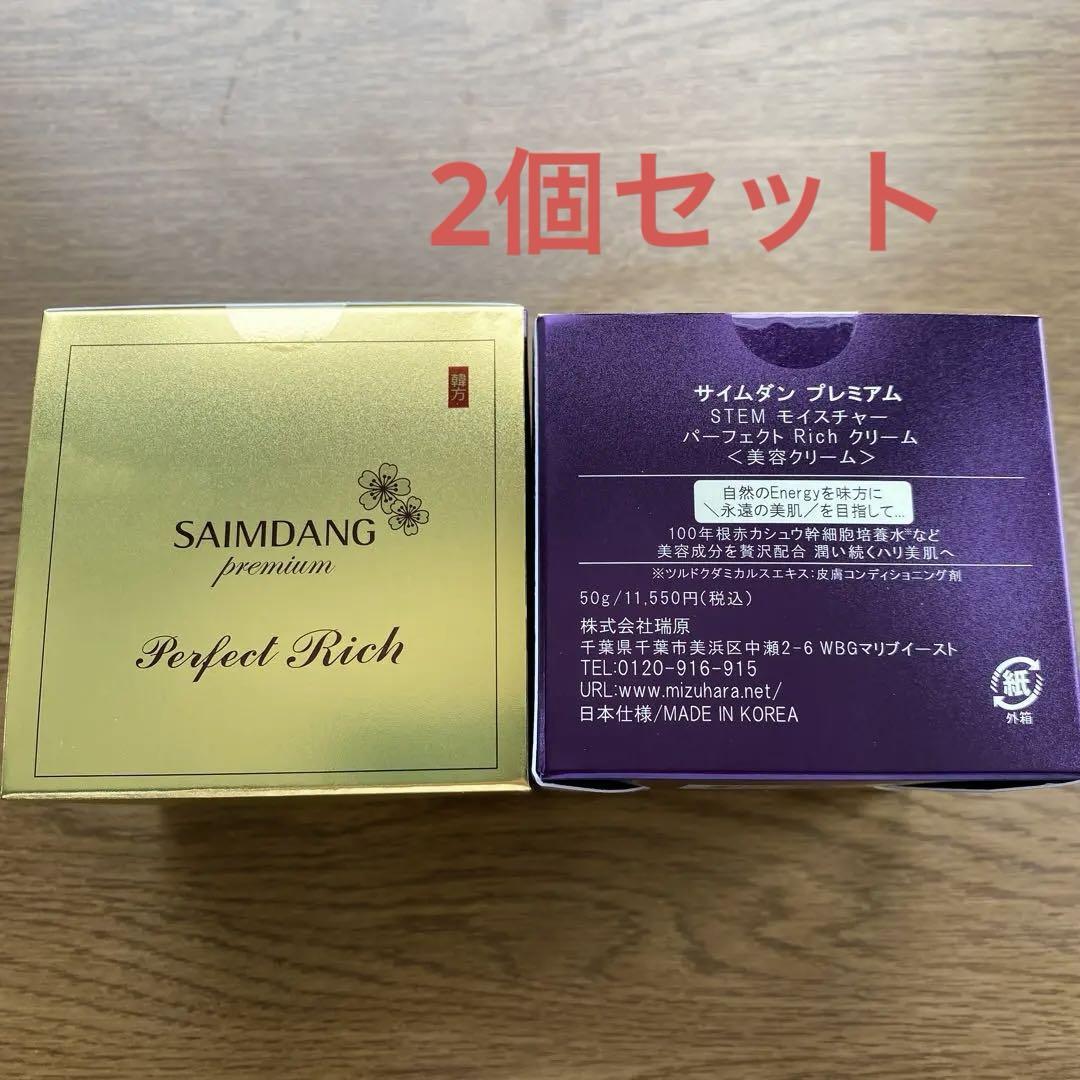 2個セット
韓方
SAIMDANG
premium
Perfect Rich
サイムダン プレミアム
STEM モイスチャー
パーフェクト Rich クリーム
＜美容クリーム＞
自然のEnergyを味方に
＼永遠の美肌／を目指して...
100年根赤カシュウ幹細胞培養水※など
美容成分を贅沢配合 潤い続くハリ美肌へ
※ツルドクダミカルスエキス:皮膚コンディショニング剤
50g/11,550円(税込)
株式会社瑞原
千葉県千葉市美浜区中瀬2-6 WBGマリブイースト
TEL:0120-916-915
URL:www.mizuhara.net/
日本仕様/MADE IN KOREA
紙
外箱